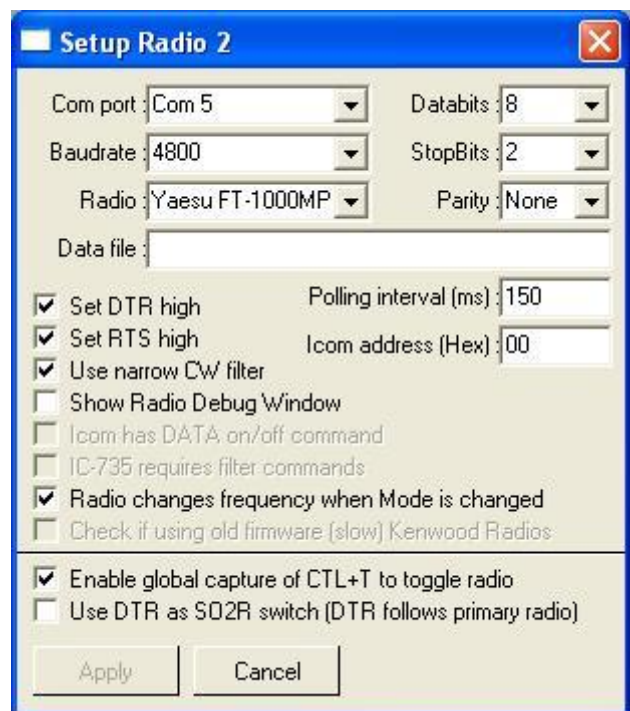 Setup Radio 2
Com port : Com 5 Databits : 8
Baudrate : 4800 StopBits : 2
Radio : Yaesu FT-1000MP Parity : None
Data file :
Set DTR high Polling interval (ms) : 150
Set RTS high Icom address (Hex) : 00
Use narrow CW filter
Show Radio Debug Window
Icom has DATA on/off command
IC-735 requires filter commands
Radio changes frequency when Mode is changed
Check if using old firmware (slow) Kenwood Radios
Enable global capture of CTL+T to toggle radio
Use DTR as SO2R switch (DTR follows primary radio)
Apply Cancel